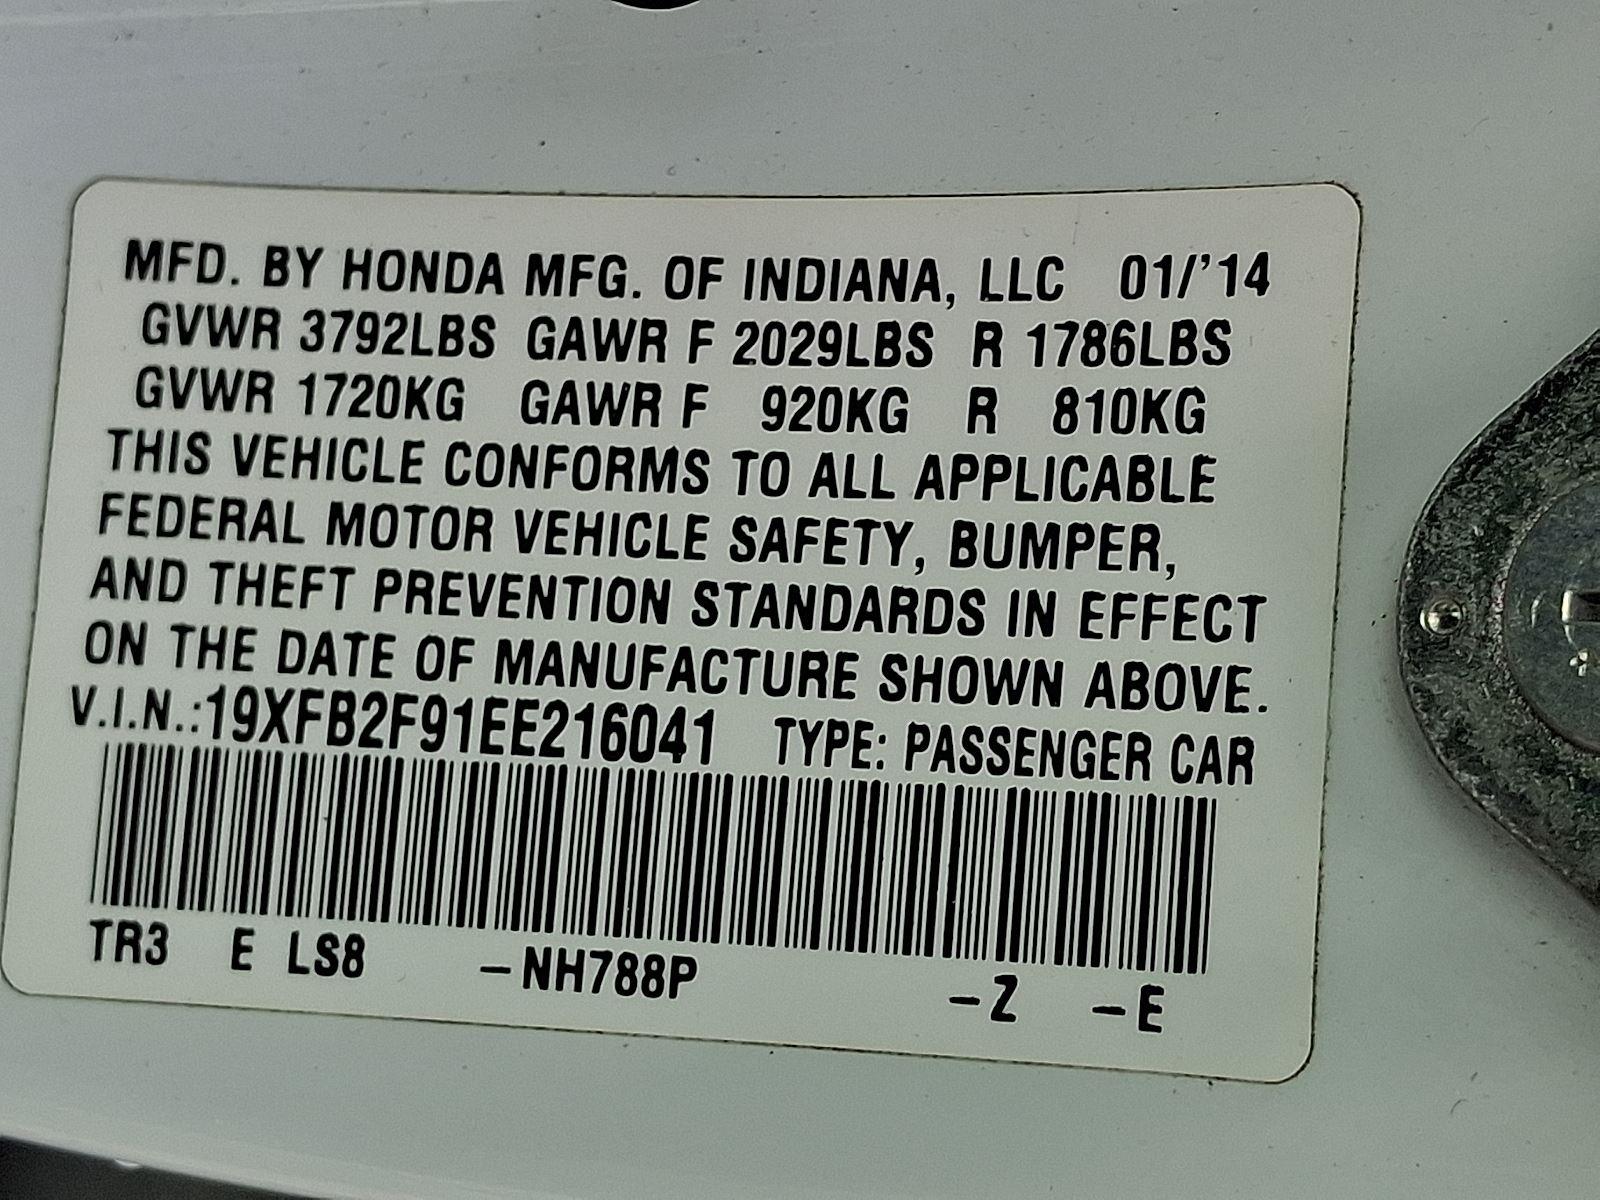 MFD. BY HONDA MFG. OF INDIANA, LLC 01/'14
GVWR 3792LBS GAWR F 2029LBS R 1786LBS
GVWR 1720KG GAWR F 920KG R 810KG
THIS VEHICLE CONFORMS TO ALL APPLICABLE
FEDERAL MOTOR VEHICLE SAFETY, BUMPER,
AND THEFT PREVENTION STANDARDS IN EFFECT
ON THE DATE OF MANUFACTURE SHOWN ABOVE.
V.I.N.:19XFB2F91EE216041 TYPE: PASSENGER CAR
TR3 E LS8 -NH788P -Z -E